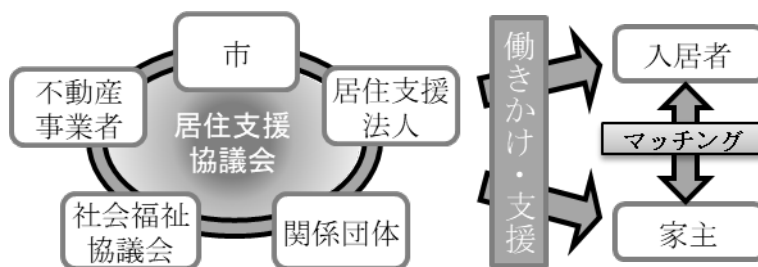 市
不動産
事業者
居住支援
法人
居住支援
協議会
社会福祉
協議会
関係団体
働きかけ・支援
入居者
マッチング
家主